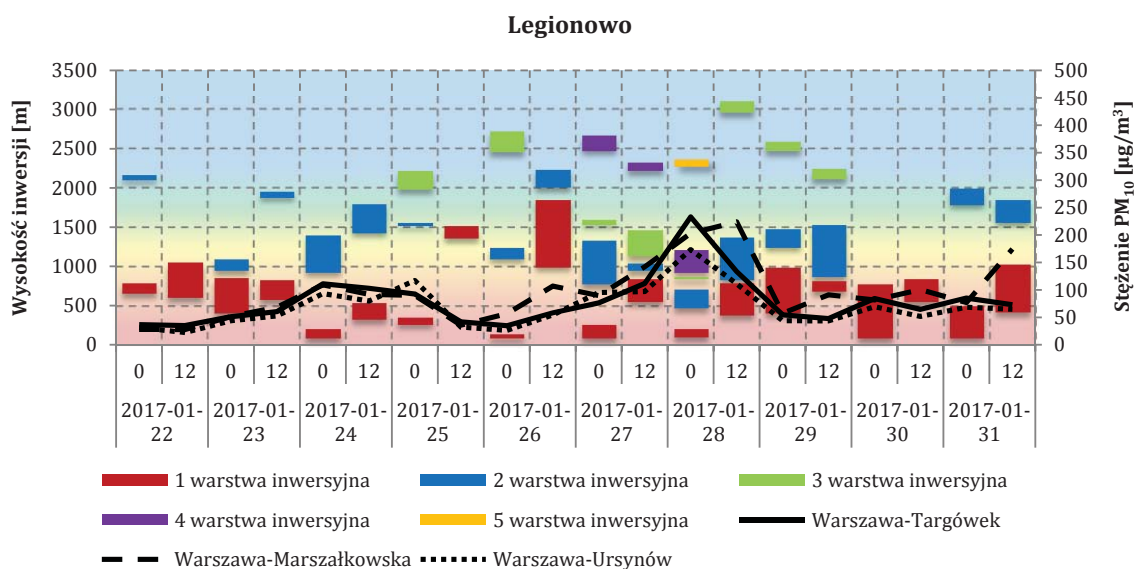 Legionowo
Wysokość inwersji [m]
3500
3000
2500
2000
1500
1000
500
0
500
450
400
350
300
250
200
150
100
50
0
Stężenie PM10 [µg/m³]
0 12 0 12 0 12 0 12 0 12 0 12 0 12 0 12 0 12 0 12
2017-01-22 2017-01-23 2017-01-24 2017-01-25 2017-01-26 2017-01-27 2017-01-28 2017-01-29 2017-01-30 2017-01-31
1 warstwa inwersyjna 2 warstwa inwersyjna 3 warstwa inwersyjna
4 warstwa inwersyjna 5 warstwa inwersyjna Warszawa-Targówek
Warszawa-Marszałkowska Warszawa-Ursynów